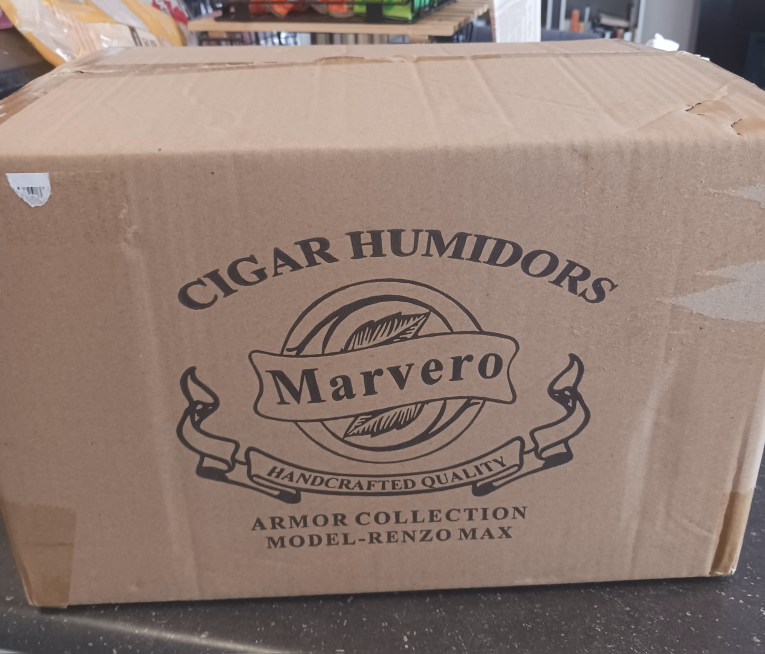 CIGAR HUMIDORS
Marvero
HANDCRAFTED QUALITY
ARMOR COLLECTION
MODEL-RENZO MAX